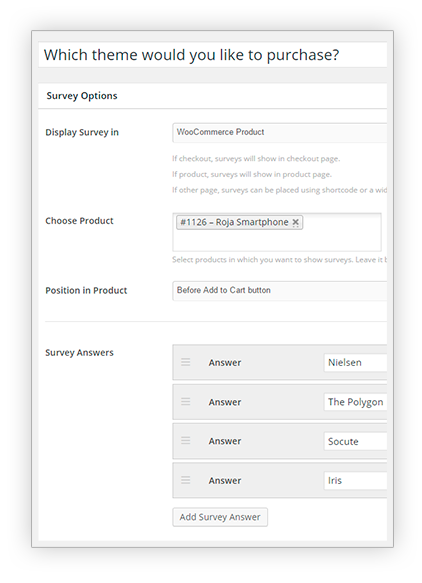 Which theme would you like to purchase?
Survey Options
Display Survey in
WooCommerce Product
If checkout, surveys will show in checkout page.
If product, surveys will show in product page.
If other page, surveys can be placed using shortcode or a wid
Choose Product
#1126 – Roja Smartphone ×
Select products in which you want to show surveys. Leave it b
Position in Product
Before Add to Cart button
Survey Answers
Answer Nielsen
Answer The Polygon
Answer Socute
Answer Iris
Add Survey Answer